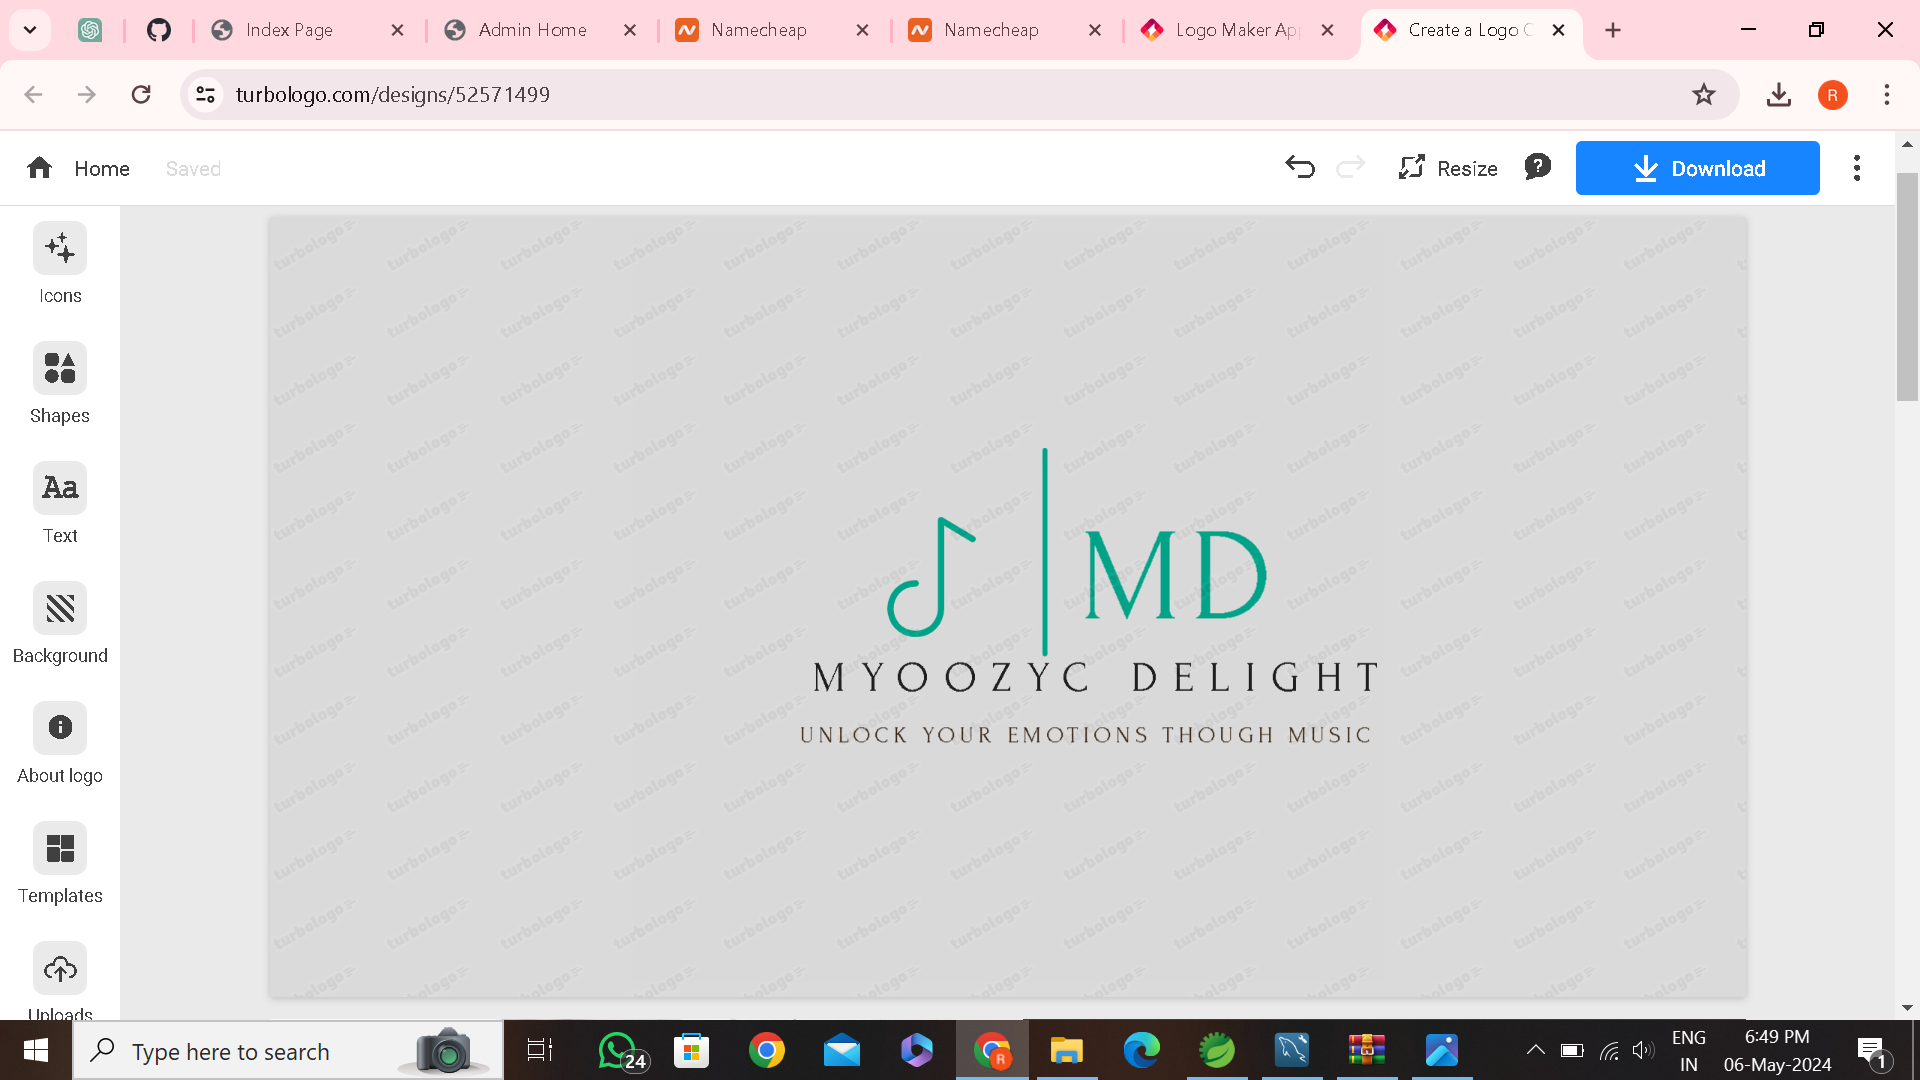 Index Page
Admin Home
Namecheap
Namecheap
Logo Maker Ap
Create a Logo
R
turbologo.com/designs/52571499
Home
Saved
Resize
Download
Icons
Shapes
Aa
Text
Background
About logo
Templates
Uploads
turbologo
MD
MYOOZYC DELIGHT
UNLOCK YOUR EMOTIONS THOUGH MUSIC
Type here to search
24
R
ENG
IN
6:49 PM
06-May-2024
1